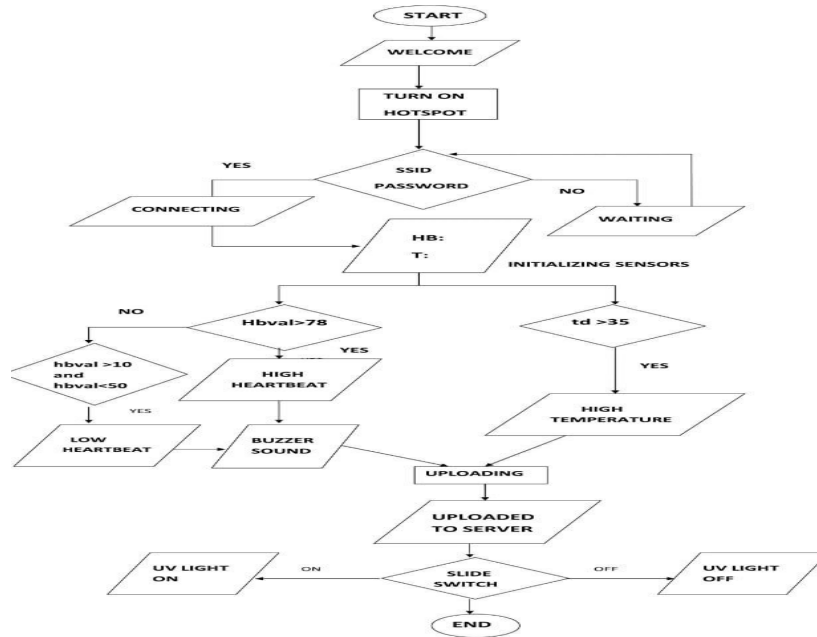 START
WELCOME
TURN ON
HOTSPOT
YES
SSID
PASSWORD
NO
CONNECTING
WAITING
HB:
T:
INITIALIZING SENSORS
NO
Hbval>78
td >35
YES
YES
hbval >10
and
hbval<50
HIGH
HEARTBEAT
YES
HIGH
TEMPERATURE
LOW
HEARTBEAT
BUZZER
SOUND
UPLOADING
UPLOADED
TO SERVER
UV LIGHT
ON
ON
SLIDE
SWITCH
OFF
UV LIGHT
OFF
END